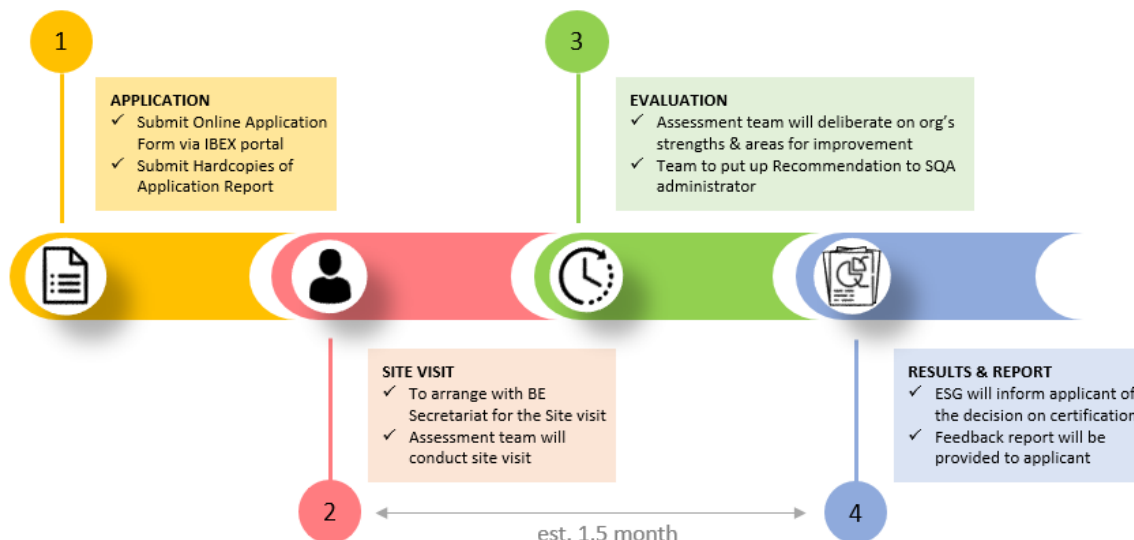 1
APPLICATION
✓ Submit Online Application
Form via IBEX portal
✓ Submit Hardcopies of
Application Report
3
EVALUATION
✓ Assessment team will deliberate on org's
strengths & areas for improvement
✓ Team to put up Recommendation to SQA
administrator
SITE VISIT
✓ To arrange with BE
Secretariat for the Site visit
✓ Assessment team will
conduct site visit
2
RESULTS & REPORT
✓ ESG will inform applicant of
the decision on certification
✓ Feedback report will be
provided to applicant
4
est. 1.5 month